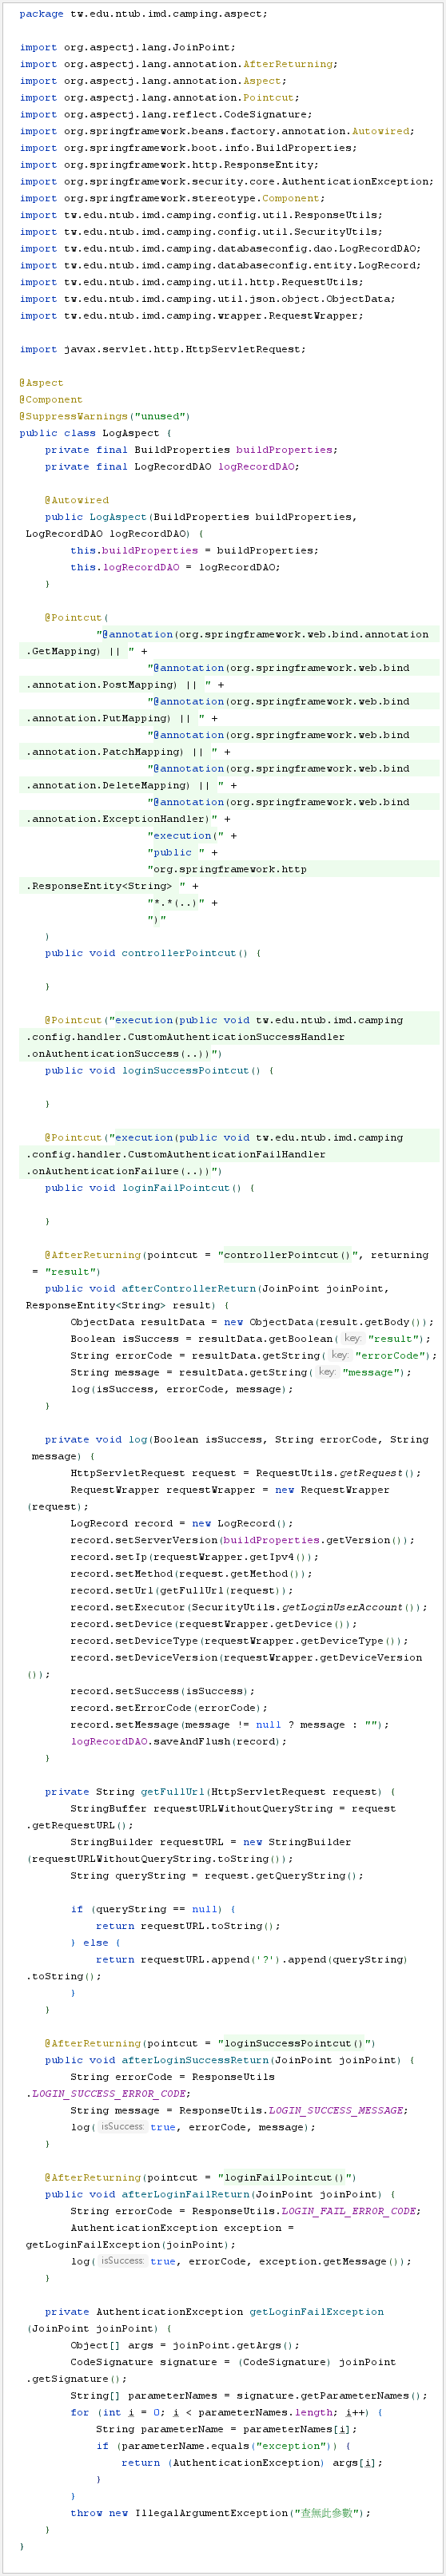 package tw.edu.ntub.imd.camping.aspect;
import org.aspectj.lang.JoinPoint;
import org.aspectj.lang.annotation.AfterReturning;
import org.aspectj.lang.annotation.Aspect;
import org.aspectj.lang.annotation.Pointcut;
import org.aspectj.lang.reflect.CodeSignature;
import org.springframework.beans.factory.annotation.Autowired;
import org.springframework.boot.info.BuildProperties;
import org.springframework.http.ResponseEntity;
import org.springframework.security.core.AuthenticationException;
import org.springframework.stereotype.Component;
import tw.edu.ntub.imd.camping.config.util.ResponseUtils;
import tw.edu.ntub.imd.camping.config.util.SecurityUtils;
import tw.edu.ntub.imd.camping.databaseconfig.dao.LogRecordDAO;
import tw.edu.ntub.imd.camping.databaseconfig.entity.LogRecord;
import tw.edu.ntub.imd.camping.util.http.RequestUtils;
import tw.edu.ntub.imd.camping.util.json.object.ObjectData;
import tw.edu.ntub.imd.camping.wrapper.RequestWrapper;
import javax.servlet.http.HttpServletRequest;
@Aspect
@Component
@SuppressWarnings("unused")
public class LogAspect {
private final BuildProperties buildProperties;
private final LogRecordDAO logRecordDAO;
@Autowired
public LogAspect(BuildProperties buildProperties,
LogRecordDAO logRecordDAO) {
this.buildProperties = buildProperties;
this.logRecordDAO = logRecordDAO;
}
@Pointcut(
"@annotation(org.springframework.web.bind.annotation
.GetMapping) || " +
"@annotation(org.springframework.web.bind
.annotation.PostMapping) || " +
"@annotation(org.springframework.web.bind
.annotation.PutMapping) || " +
"@annotation(org.springframework.web.bind
.annotation.PatchMapping) || " +
"@annotation(org.springframework.web.bind
.annotation.DeleteMapping) || " +
"@annotation(org.springframework.web.bind
.annotation.ExceptionHandler)" +
"execution(" +
"public " +
"org.springframework.http
.ResponseEntity<String> " +
"*.*(..)" +
")"
)
public void controllerPointcut() {
}
@Pointcut("execution(public void tw.edu.ntub.imd.camping
.config.handler.CustomAuthenticationSuccessHandler
.onAuthenticationSuccess(..))")
public void loginSuccessPointcut() {
}
@Pointcut("execution(public void tw.edu.ntub.imd.camping
.config.handler.CustomAuthenticationFailHandler
.onAuthenticationFailure(..))")
public void loginFailPointcut() {
}
@AfterReturning(pointcut = "controllerPointcut()", returning
= "result")
public void afterControllerReturn(JoinPoint joinPoint,
ResponseEntity<String> result) {
ObjectData resultData = new ObjectData(result.getBody());
Boolean isSuccess = resultData.getBoolean( key: "result");
String errorCode = resultData.getString( key: "errorCode");
String message = resultData.getString( key: "message");
log(isSuccess, errorCode, message);
}
private void log(Boolean isSuccess, String errorCode, String
message) {
HttpServletRequest request = RequestUtils.getRequest();
RequestWrapper requestWrapper = new RequestWrapper
(request);
LogRecord record = new LogRecord();
record.setServerVersion(buildProperties.getVersion());
record.setIp(requestWrapper.getIpv4());
record.setMethod(request.getMethod());
record.setUrl(getFullUrl(request));
record.setExecutor(SecurityUtils.getLoginUserAccount());
record.setDevice(requestWrapper.getDevice());
record.setDeviceType(requestWrapper.getDeviceType());
record.setDeviceVersion(requestWrapper.getDeviceVersion
());
record.setSuccess(isSuccess);
record.setErrorCode(errorCode);
record.setMessage(message != null ? message : "");
logRecordDAO.saveAndFlush(record);
}
private String getFullUrl(HttpServletRequest request) {
StringBuffer requestURLWithoutQueryString = request
.getRequestURL();
StringBuilder requestURL = new StringBuilder
(requestURLWithoutQueryString.toString());
String queryString = request.getQueryString();
if (queryString == null) {
return requestURL.toString();
} else {
return requestURL.append('?').append(queryString)
.toString();
}
}
@AfterReturning(pointcut = "loginSuccessPointcut()")
public void afterLoginSuccessReturn(JoinPoint joinPoint) {
String errorCode = ResponseUtils
.LOGIN_SUCCESS_ERROR_CODE;
String message = ResponseUtils.LOGIN_SUCCESS_MESSAGE;
log( isSuccess: true, errorCode, message);
}
@AfterReturning(pointcut = "loginFailPointcut()")
public void afterLoginFailReturn(JoinPoint joinPoint) {
String errorCode = ResponseUtils.LOGIN_FAIL_ERROR_CODE;
AuthenticationException exception =
getLoginFailException(joinPoint);
log( isSuccess: true, errorCode, exception.getMessage());
}
private AuthenticationException getLoginFailException
(JoinPoint joinPoint) {
Object[] args = joinPoint.getArgs();
CodeSignature signature = (CodeSignature) joinPoint
.getSignature();
String[] parameterNames = signature.getParameterNames();
for (int i = 0; i < parameterNames.length; i++) {
String parameterName = parameterNames[i];
if (parameterName.equals("exception")) {
return (AuthenticationException) args[i];
}
}
throw new IllegalArgumentException("查無此參數");
}
}